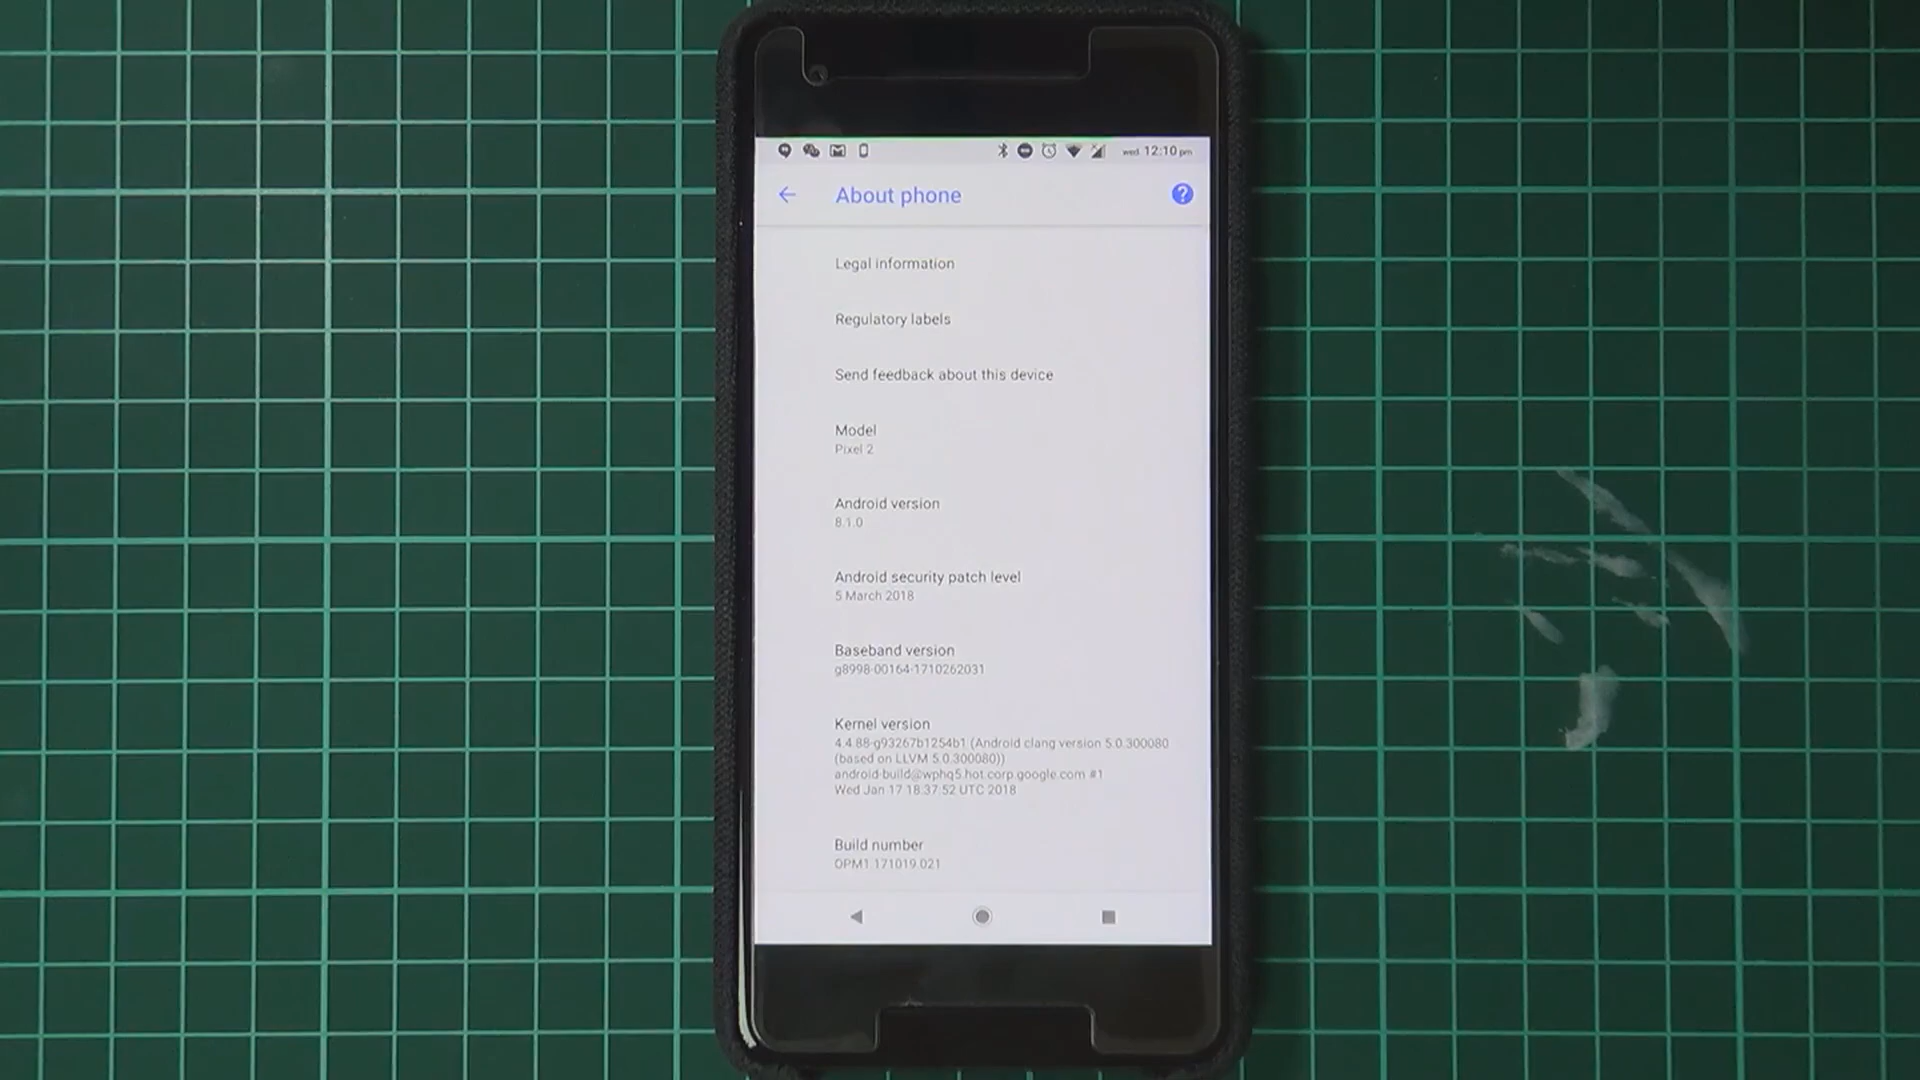 wed. 12:10 pm
About phone
Legal information
Regulatory labels
Send feedback about this device
Model
Pixel 2
Android version
8.1.0
Android security patch level
5 March 2018
Baseband version
g8998-00164-1710262031
Kernel version
4.4.88-g93267b1254b1 (Android clang version 5.0.300080
(based on LLVM 5.0.300080))
android-build@wphq5.hot.corp.google.com #1
Wed Jan 17 18:37:52 UTC 2018
Build number
OPM1.171019.021